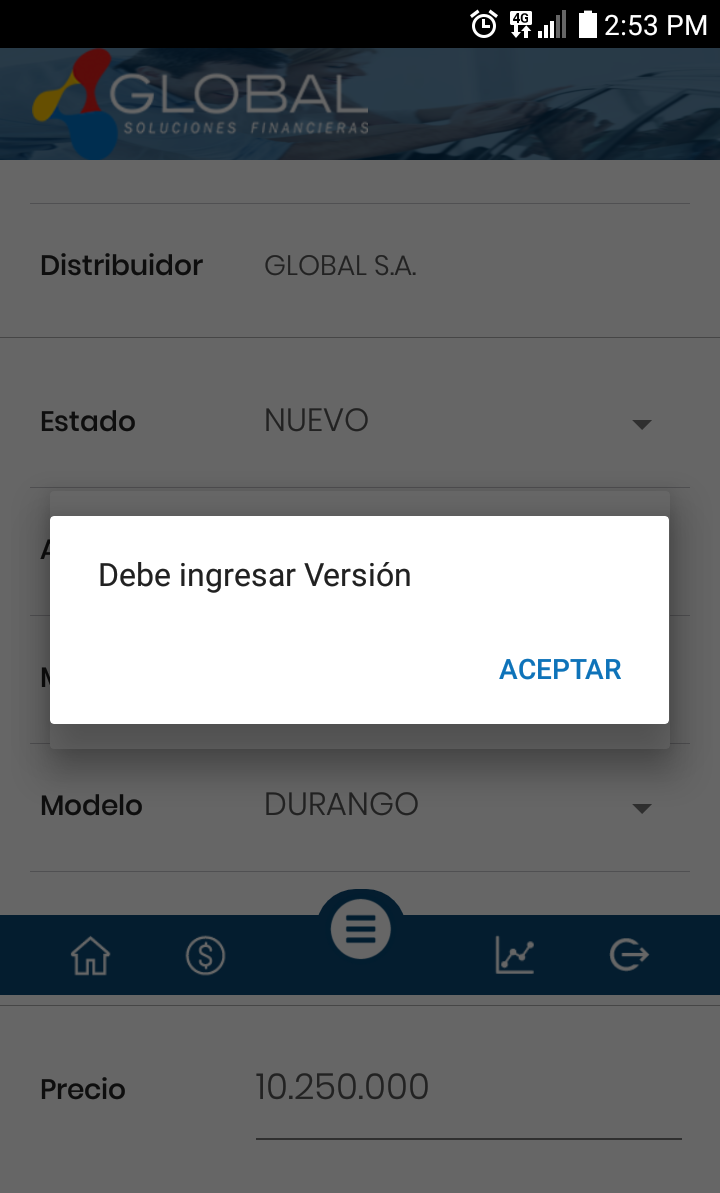 4G 2:53 PM
GLOBAL
SOLUCIONES FINANCIERAS
Distribuidor GLOBAL S.A.
Estado NUEVO
Debe ingresar Versión
ACEPTAR
Modelo DURANGO
Precio 10.250.000